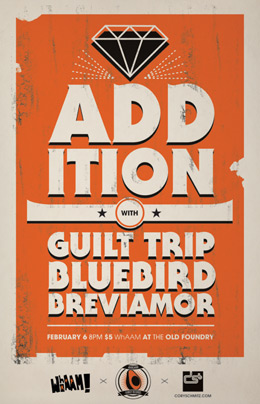 ADD
ITION
WITH
GUILT TRIP
BLUEBIRD
BREVIAMOR
FEBRUARY 6 8PM $5 WHAAM AT THE OLD FOUNDRY
WHAAM!
× ×
CS
CORYSCHMITZ.COM